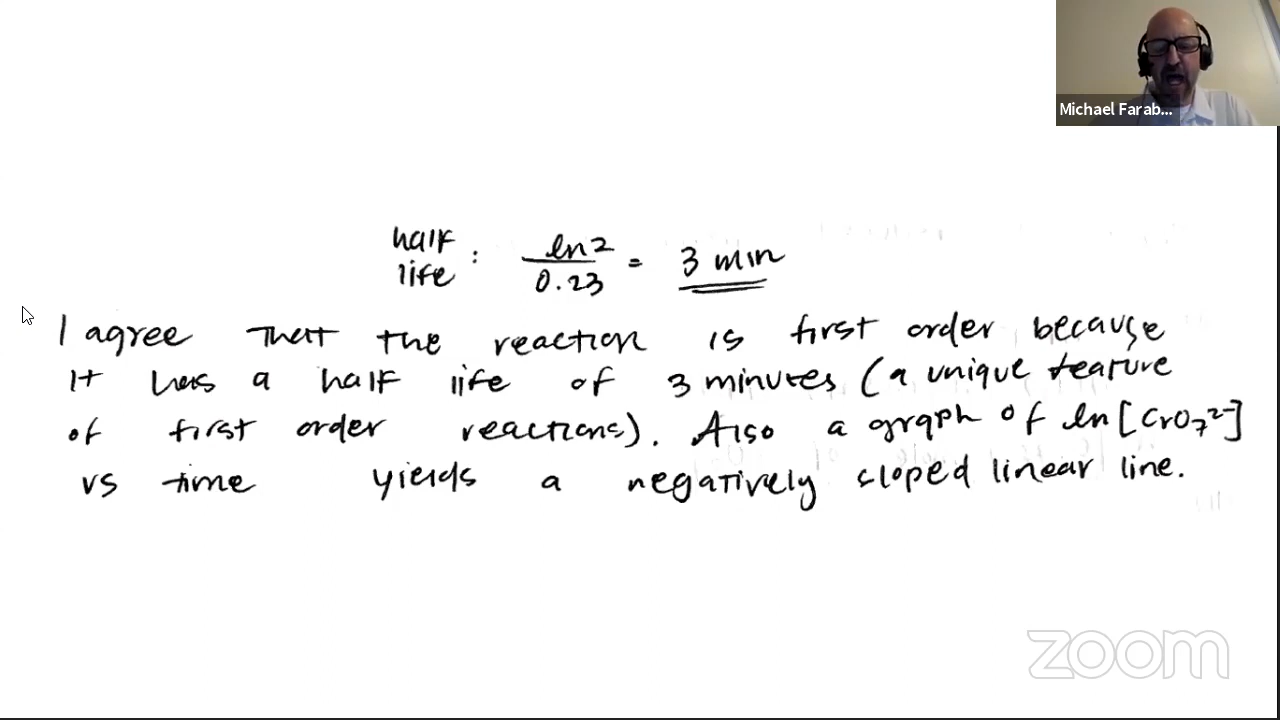 Michael Farab...
half
life : ln2 / 0.23 = 3 min
I agree that the reaction is first order because
It has a half life of 3 minutes (a unique feature
of first order reactions). Also a graph of ln[CrO₇²⁻]
vs time yields a negatively sloped linear line.
zoom